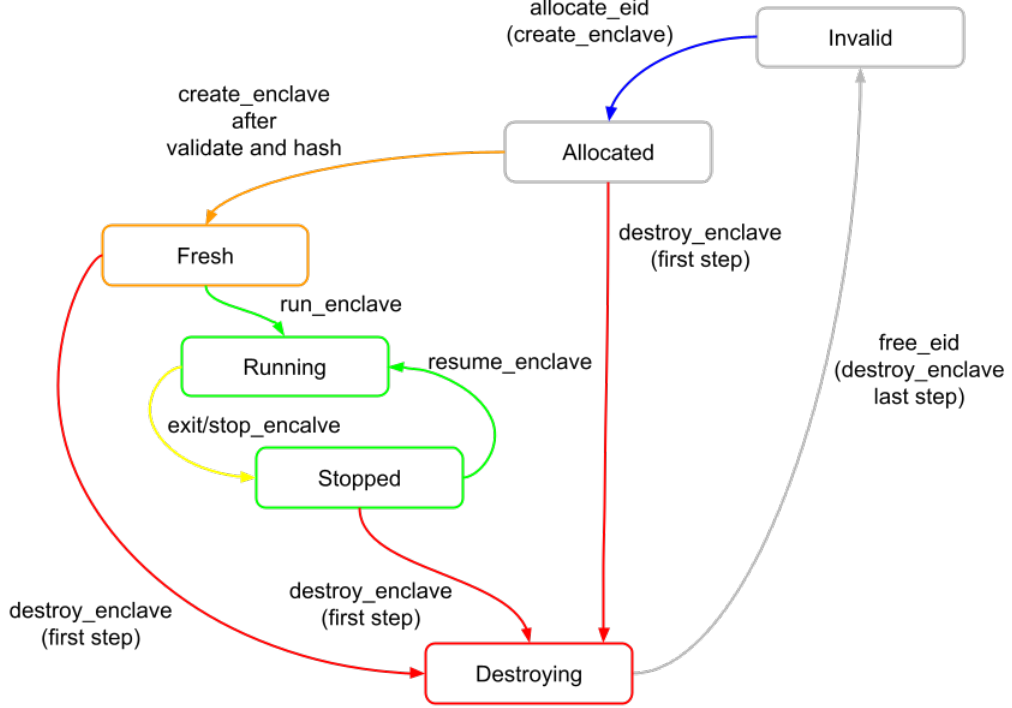 allocate_eid
(create_enclave)
Invalid
create_enclave
after
validate and hash
Allocated
destroy_enclave
(first step)
Fresh
run_enclave
free_eid
(destroy_enclave
last step)
Running
resume_enclave
exit/stop_encalve
Stopped
destroy_enclave
(first step)
destroy_enclave
(first step)
Destroying